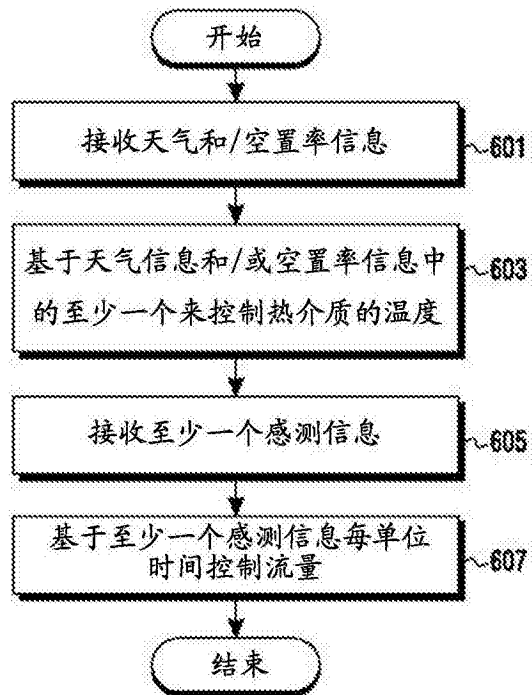 开始
接收天气和/空置率信息
601
基于天气信息和/或空置率信息中
的至少一个来控制热介质的温度
603
接收至少一个感测信息
605
基于至少一个感测信息每单位
时间控制流量
607
结束